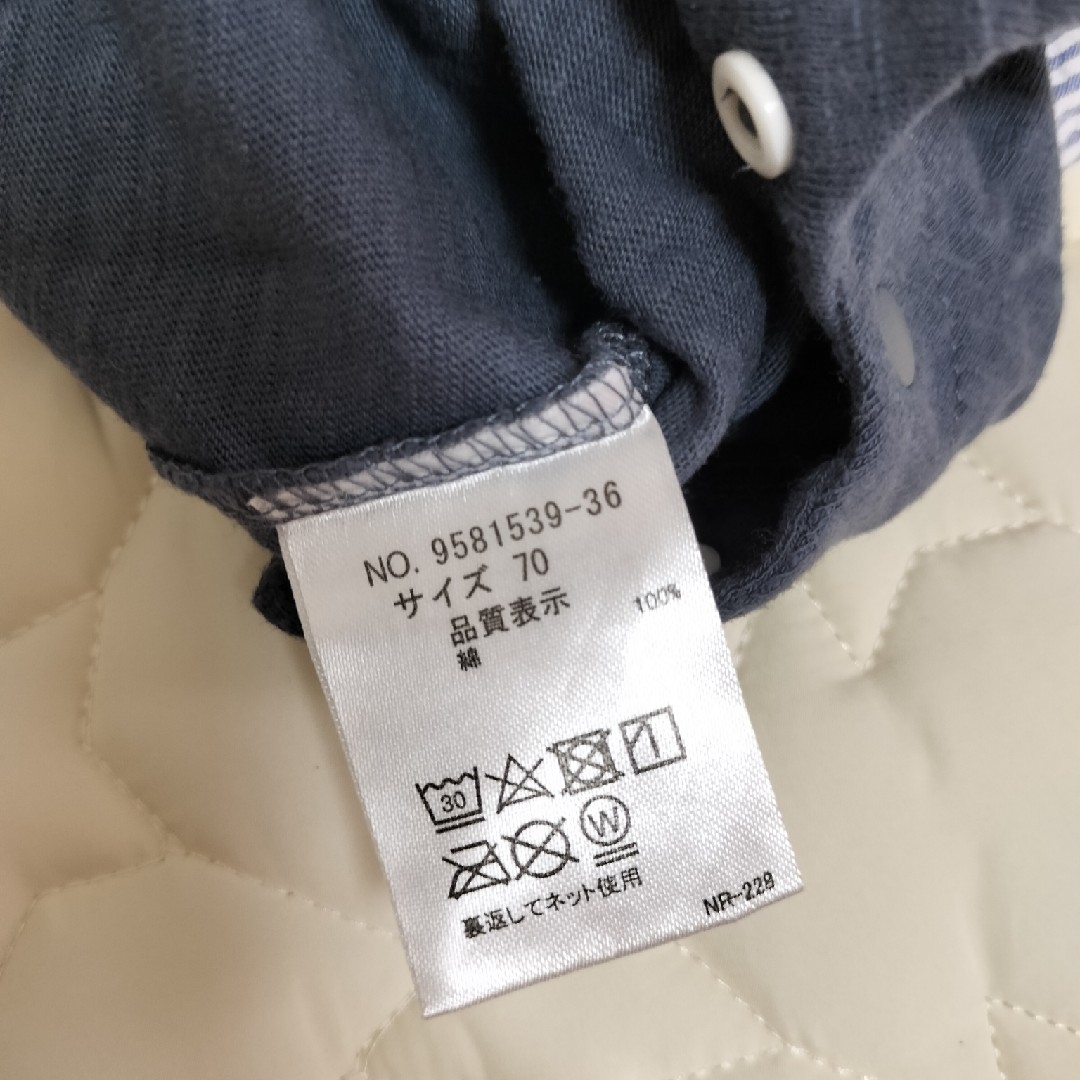 NO. 9581539-36
サイズ 70
品質表示
綿 100%
30
W
裏返してネット使用
NR-229